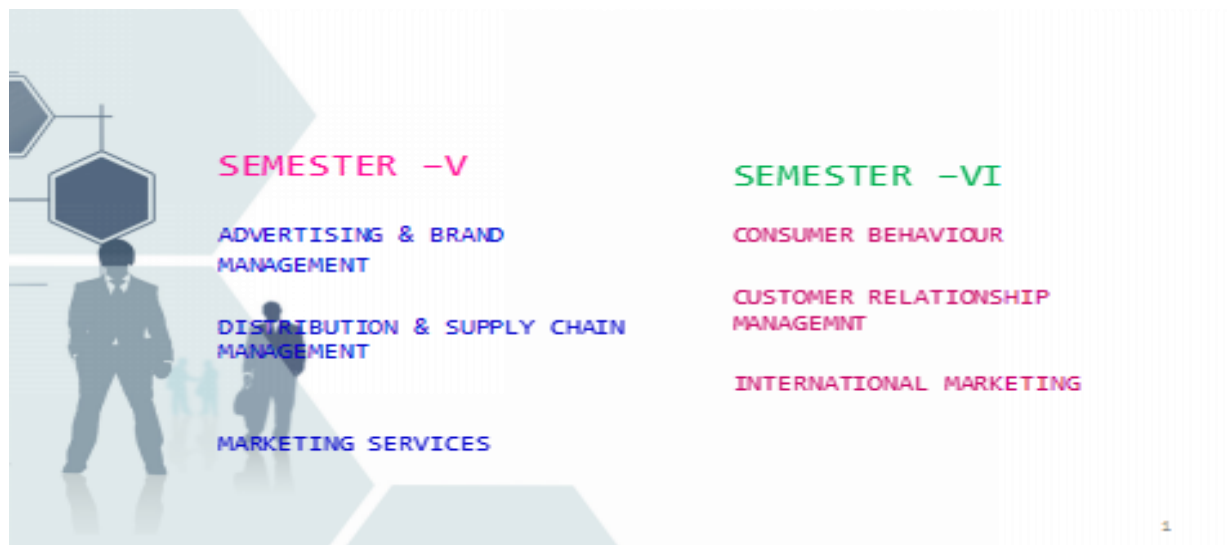 SEMESTER –V
ADVERTISING & BRAND
MANAGEMENT
DISTRIBUTION & SUPPLY CHAIN
MANAGEMENT
MARKETING SERVICES
SEMESTER –VI
CONSUMER BEHAVIOUR
CUSTOMER RELATIONSHIP
MANAGEMNT
INTERNATIONAL MARKETING
1